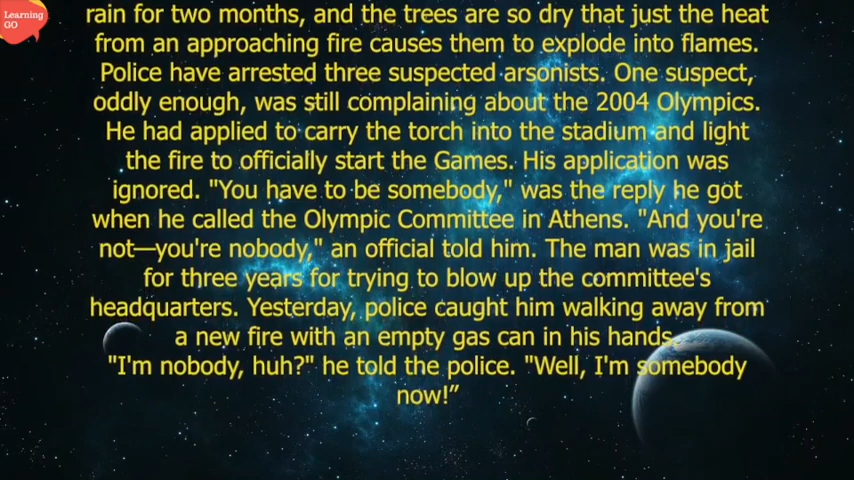 Learning
GO
rain for two months, and the trees are so dry that just the heat
from an approaching fire causes them to explode into flames.
Police have arrested three suspected arsonists. One suspect,
oddly enough, was still complaining about the 2004 Olympics.
He had applied to carry the torch into the stadium and light
the fire to officially start the Games. His application was
ignored. "You have to be somebody," was the reply he got
when he called the Olympic Committee in Athens. "And you're
not—you're nobody," an official told him. The man was in jail
for three years for trying to blow up the committee's
headquarters. Yesterday, police caught him walking away from
a new fire with an empty gas can in his hands.
"I'm nobody, huh?" he told the police. "Well, I'm somebody
now!”